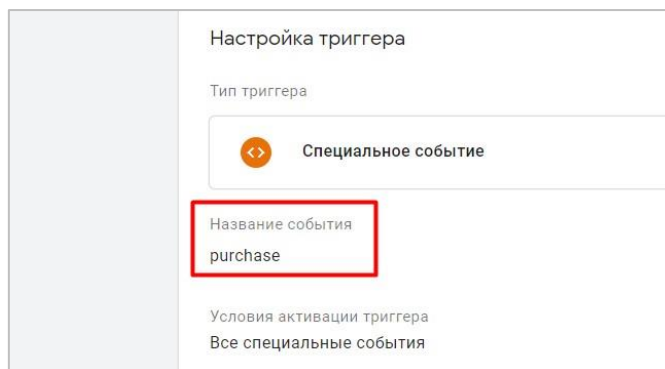 Настройка триггера
Тип триггера
Специальное событие
Название события
purchase
Условия активации триггера
Все специальные события